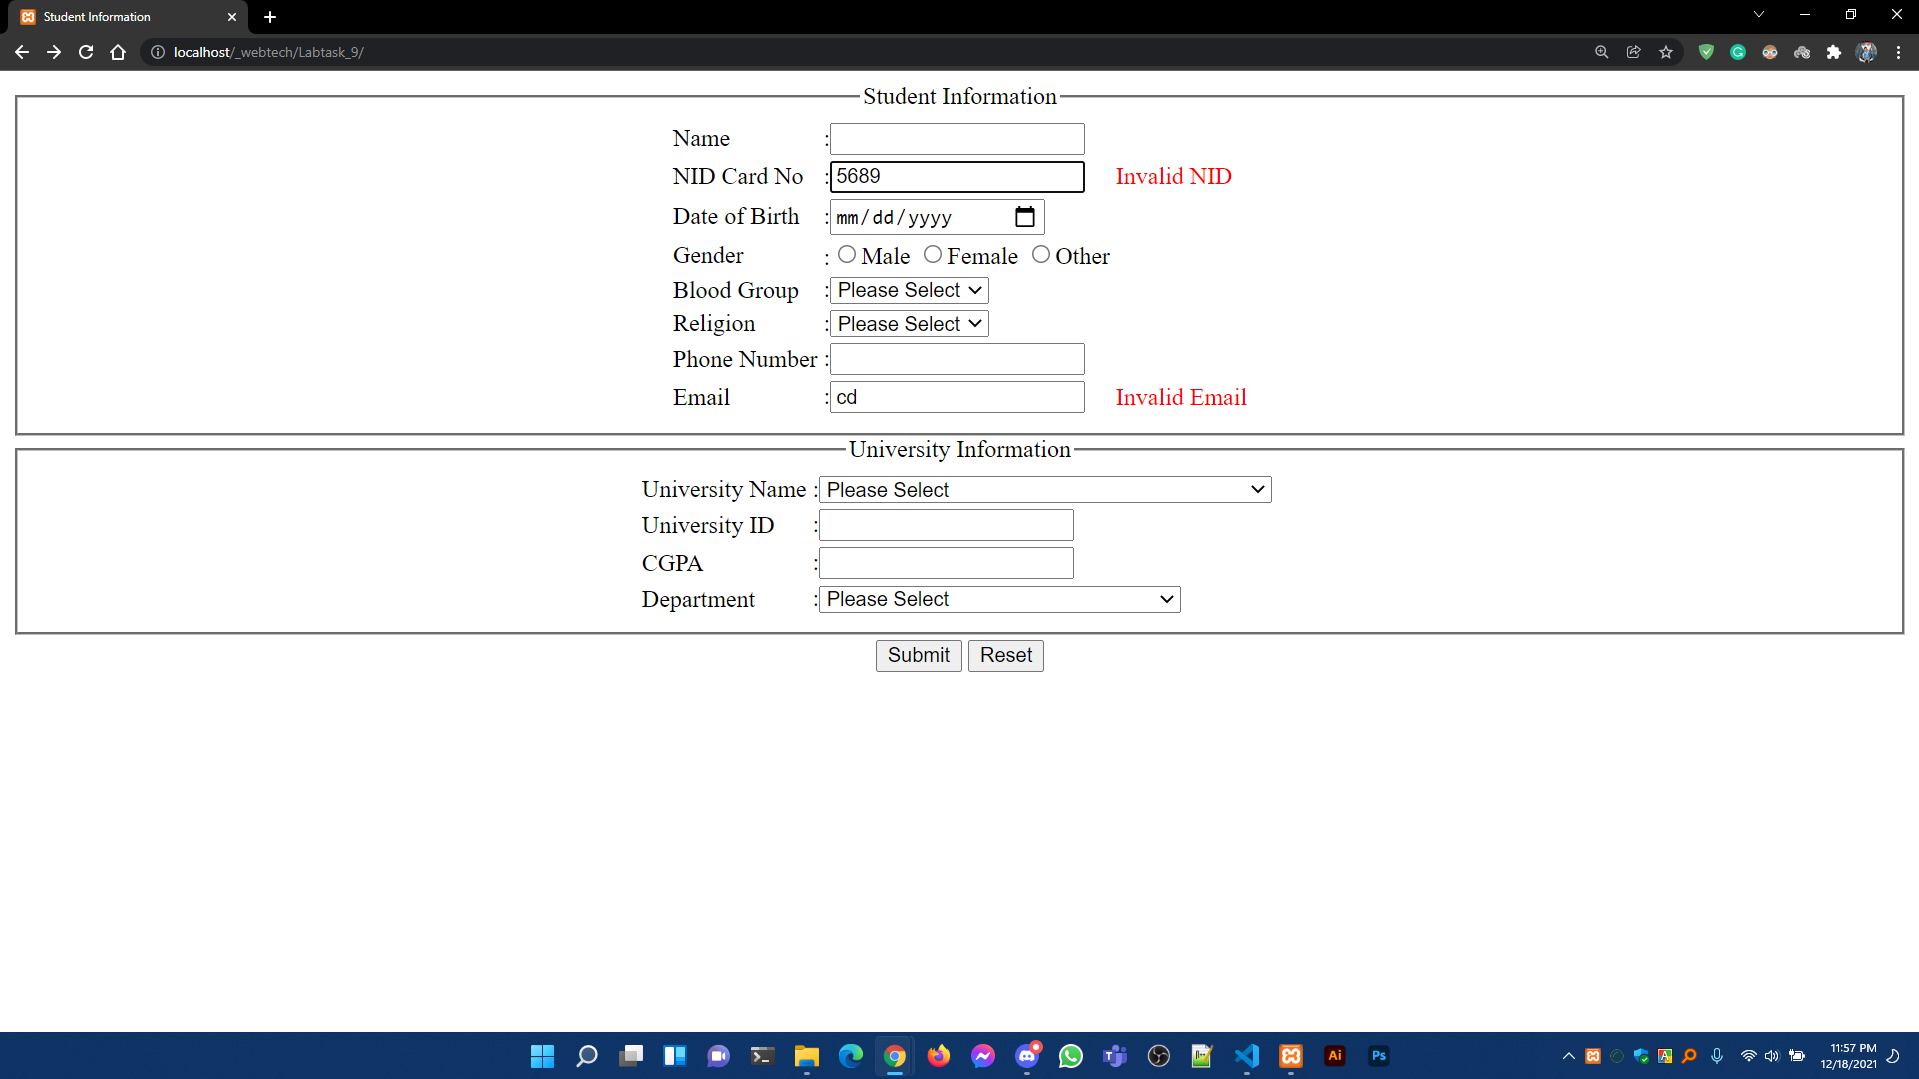 Student Information
localhost/_webtech/Labtask_9/
Student Information
Name :
NID Card No : 5689 Invalid NID
Date of Birth : mm/dd/yyyy
Gender : Male Female Other
Blood Group : Please Select
Religion : Please Select
Phone Number :
Email : cd Invalid Email
University Information
University Name : Please Select
University ID :
CGPA :
Department : Please Select
Submit Reset
Ai Ps
11:57 PM
12/18/2021